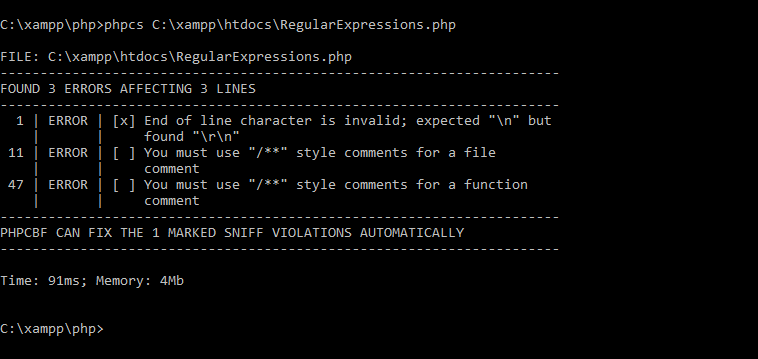 C:\xampp\php>phpcs C:\xampp\htdocs\RegularExpressions.php
FILE: C:\xampp\htdocs\RegularExpressions.php
----------------------------------------------------------------------
FOUND 3 ERRORS AFFECTING 3 LINES
----------------------------------------------------------------------
  1 | ERROR | [x] End of line character is invalid; expected "\n" but
    |       |     found "\r\n"
 11 | ERROR | [ ] You must use "/**" style comments for a file
    |       |     comment
 47 | ERROR | [ ] You must use "/**" style comments for a function
    |       |     comment
----------------------------------------------------------------------
PHPCBF CAN FIX THE 1 MARKED SNIFF VIOLATIONS AUTOMATICALLY
----------------------------------------------------------------------
Time: 91ms; Memory: 4Mb
C:\xampp\php>